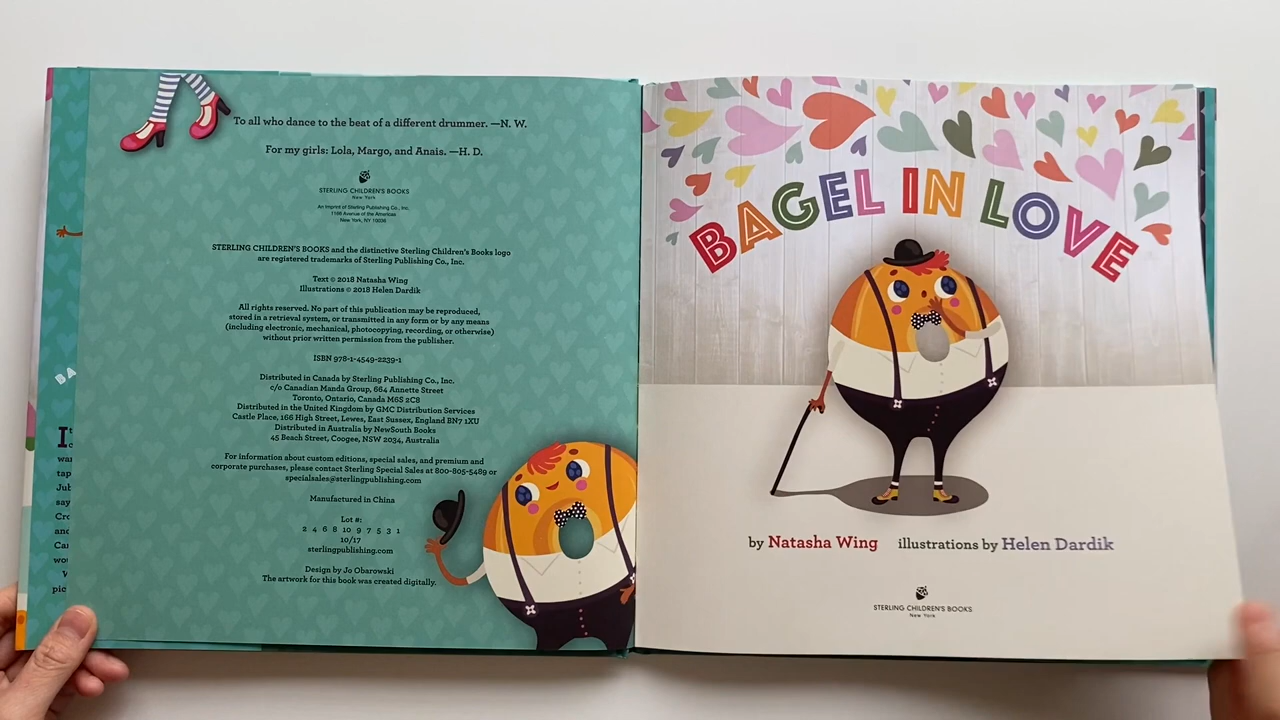 To all who dance to the beat of a different drummer. —N. W.
For my girls: Lola, Margo, and Anais. —H. D.
STERLING CHILDREN'S BOOKS
New York
An Imprint of Sterling Publishing Co., Inc.
1166 Avenue of the Americas
New York, NY 10036
STERLING CHILDREN'S BOOKS and the distinctive Sterling Children's Books logo
are registered trademarks of Sterling Publishing Co., Inc.
Text © 2018 Natasha Wing
Illustrations © 2018 Helen Dardik
All rights reserved. No part of this publication may be reproduced,
stored in a retrieval system, or transmitted in any form or by any means
(including electronic, mechanical, photocopying, recording, or otherwise)
without prior written permission from the publisher.
ISBN 978-1-4549-2239-1
Distributed in Canada by Sterling Publishing Co., Inc.
c/o Canadian Manda Group, 664 Annette Street
Toronto, Ontario, Canada M6S 2C8
Distributed in the United Kingdom by GMC Distribution Services
Castle Place, 166 High Street, Lewes, East Sussex, England BN7 1XU
Distributed in Australia by NewSouth Books
45 Beach Street, Coogee, NSW 2034, Australia
For information about custom editions, special sales, and premium and
corporate purchases, please contact Sterling Special Sales at 800-805-5489 or
specialsales@sterlingpublishing.com.
Manufactured in China
Lot #:
2 4 6 8 10 9 7 5 3 1
10/17
sterlingpublishing.com
Design by Jo Obarowski
The artwork for this book was created digitally.
BAGEL IN LOVE
by Natasha Wing illustrations by Helen Dardik
STERLING CHILDREN'S BOOKS
New York